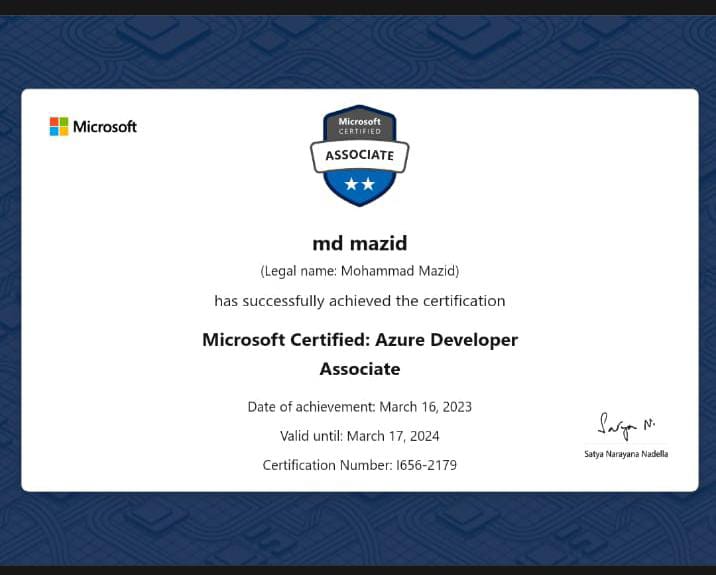 Microsoft
Microsoft
CERTIFIED
ASSOCIATE
md mazid
(Legal name: Mohammad Mazid)
has successfully achieved the certification
Microsoft Certified: Azure Developer
Associate
Date of achievement: March 16, 2023
Valid until: March 17, 2024
Certification Number: I656-2179
Satya N.
Satya Narayana Nadella